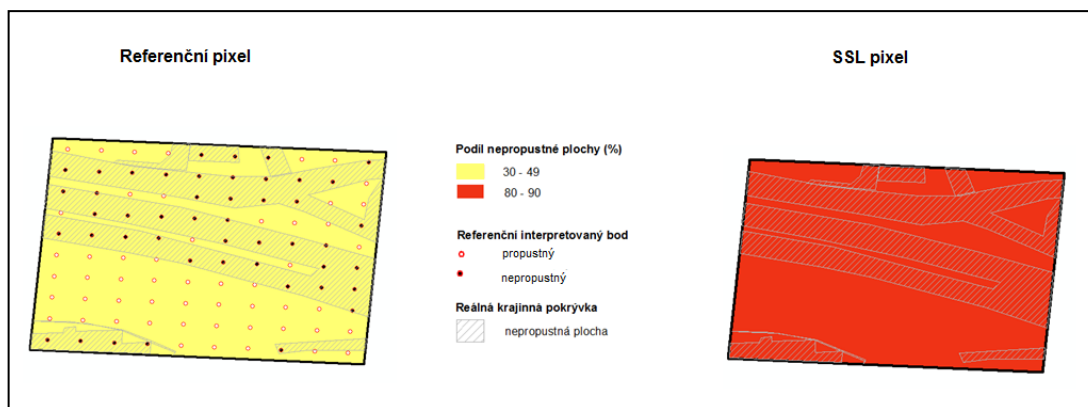 Referenční pixel
SSL pixel
Podíl nepropustné plochy (%)
30 - 49
80 - 90
Referenční interpretovaný bod
propustný
nepropustný
Reálná krajinná pokrývka
nepropustná plocha